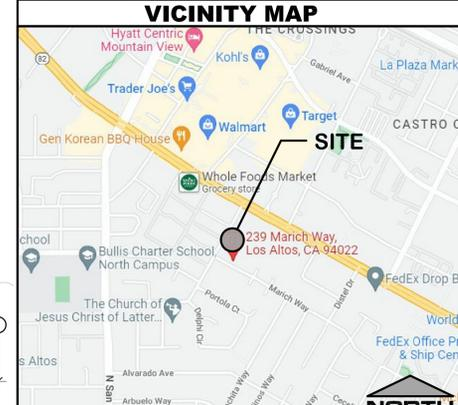 VICINITY MAP
THE CROSSINGS
Hyatt Centric
Mountain View
82
Kohl's
Gabriel Ave
La Plaza Mark
Trader Joe's
Target
Walmart
CASTRO C
Gen Korean BBQ House
SITE
Whole Foods Market
Grocery store
239 Marich Way,
Los Altos, CA 94022
chool
Bullis Charter School,
North Campus
FedEx Drop B
Marich Way
Distel Dr
Portola Ct
The Church of
Jesus Christ of Latter...
Delphi Cir
World
FedEx Office Pr
& Ship Cen
s Altos
Alvarado Ave
N San
Arbuelo Way
NORTH